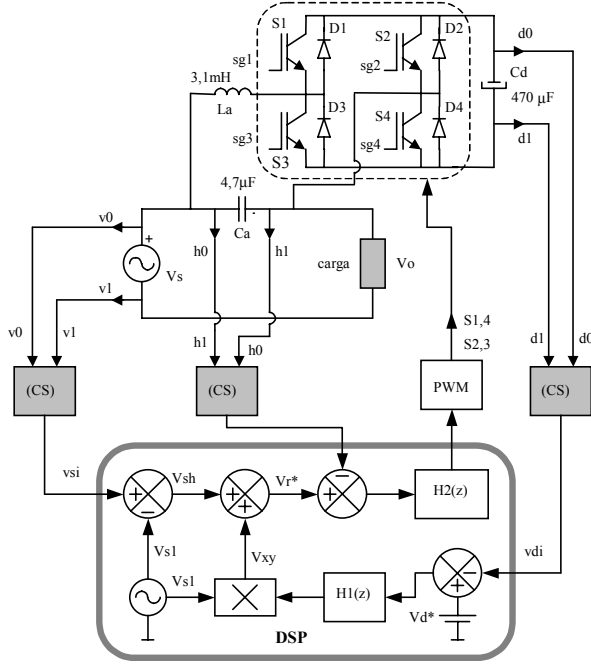 S1 D1 S2 D2 d0
sg1 sg2 Cd
3,1mH 470 µF
La D3 D4
sg3 S4 d1
S3 sg4
4,7µF
v0 Ca
h0 h1
+
Vs carga Vo
v1
v0 v1 h1 h0 S1,4 d1 d0
S2,3
(CS) (CS) PWM (CS)
vsi Vsh Vr* − H2(z)
+ − + + + vdi
Vs1 Vxy
Vs1 H1(z) − +
DSP Vd*